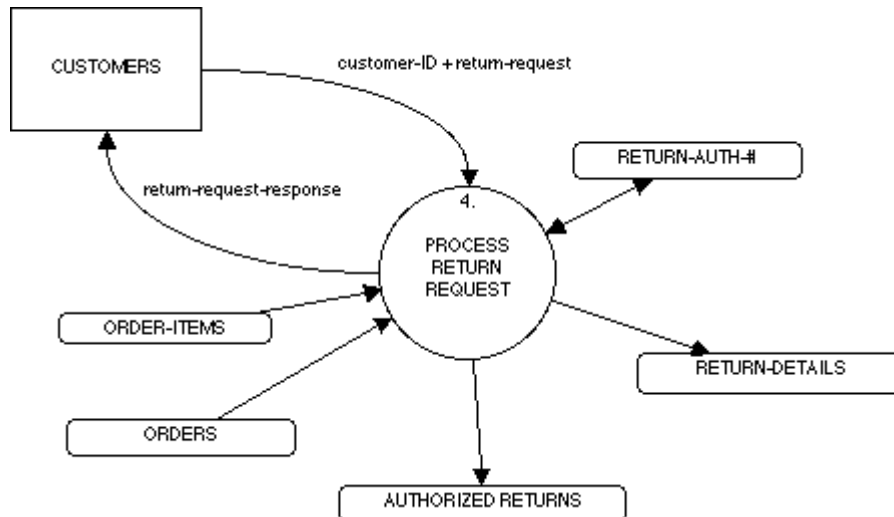 CUSTOMERS
customer-ID + return-request
RETURN-AUTH-#
return-request-response
4.
PROCESS
RETURN
REQUEST
ORDER-ITEMS
RETURN-DETAILS
ORDERS
AUTHORIZED RETURNS